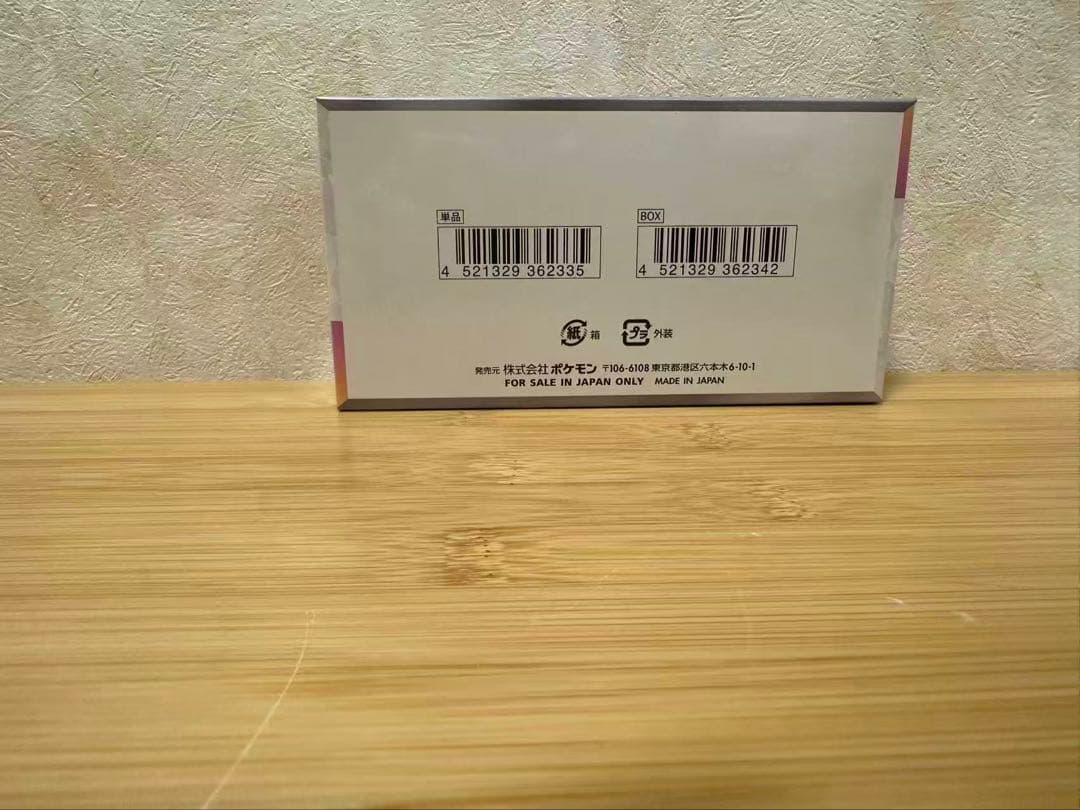 単品
4 521329 362335
BOX
4 521329 362342
紙 箱
プラ 外装
発売元 株式会社ポケモン 〒106-6108 東京都港区六本木6-10-1
FOR SALE IN JAPAN ONLY MADE IN JAPAN